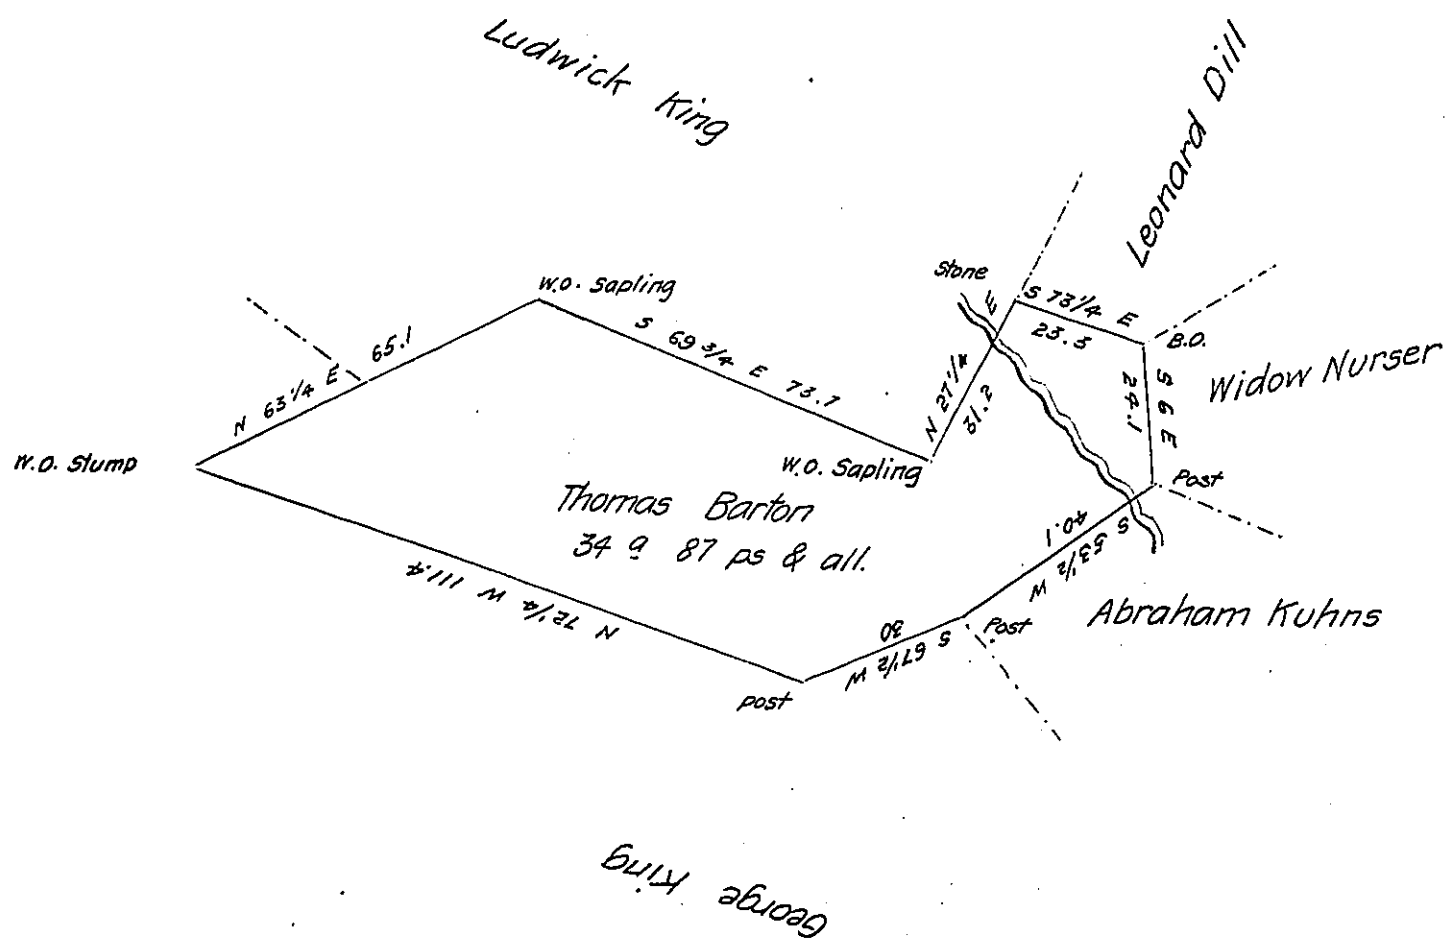 Ludwick King
Leonard Dill
Stone
W.O. Sapling
S 73 1/4 E
23.3
B.O.
N 63 1/4 E 65.1
S 69 3/4 E 73.7
N 27 1/4 E
31.2
S 6 E
24.1
Widow Nurser
W.O. Stump
W.O. Sapling
Post
Thomas Barton
34 a 87 ps & all.
S 53 1/2 W
40.1
N 72 1/4 W 111.4
Abraham Kuhns
Post
S 67 1/2 W
30
post
George King